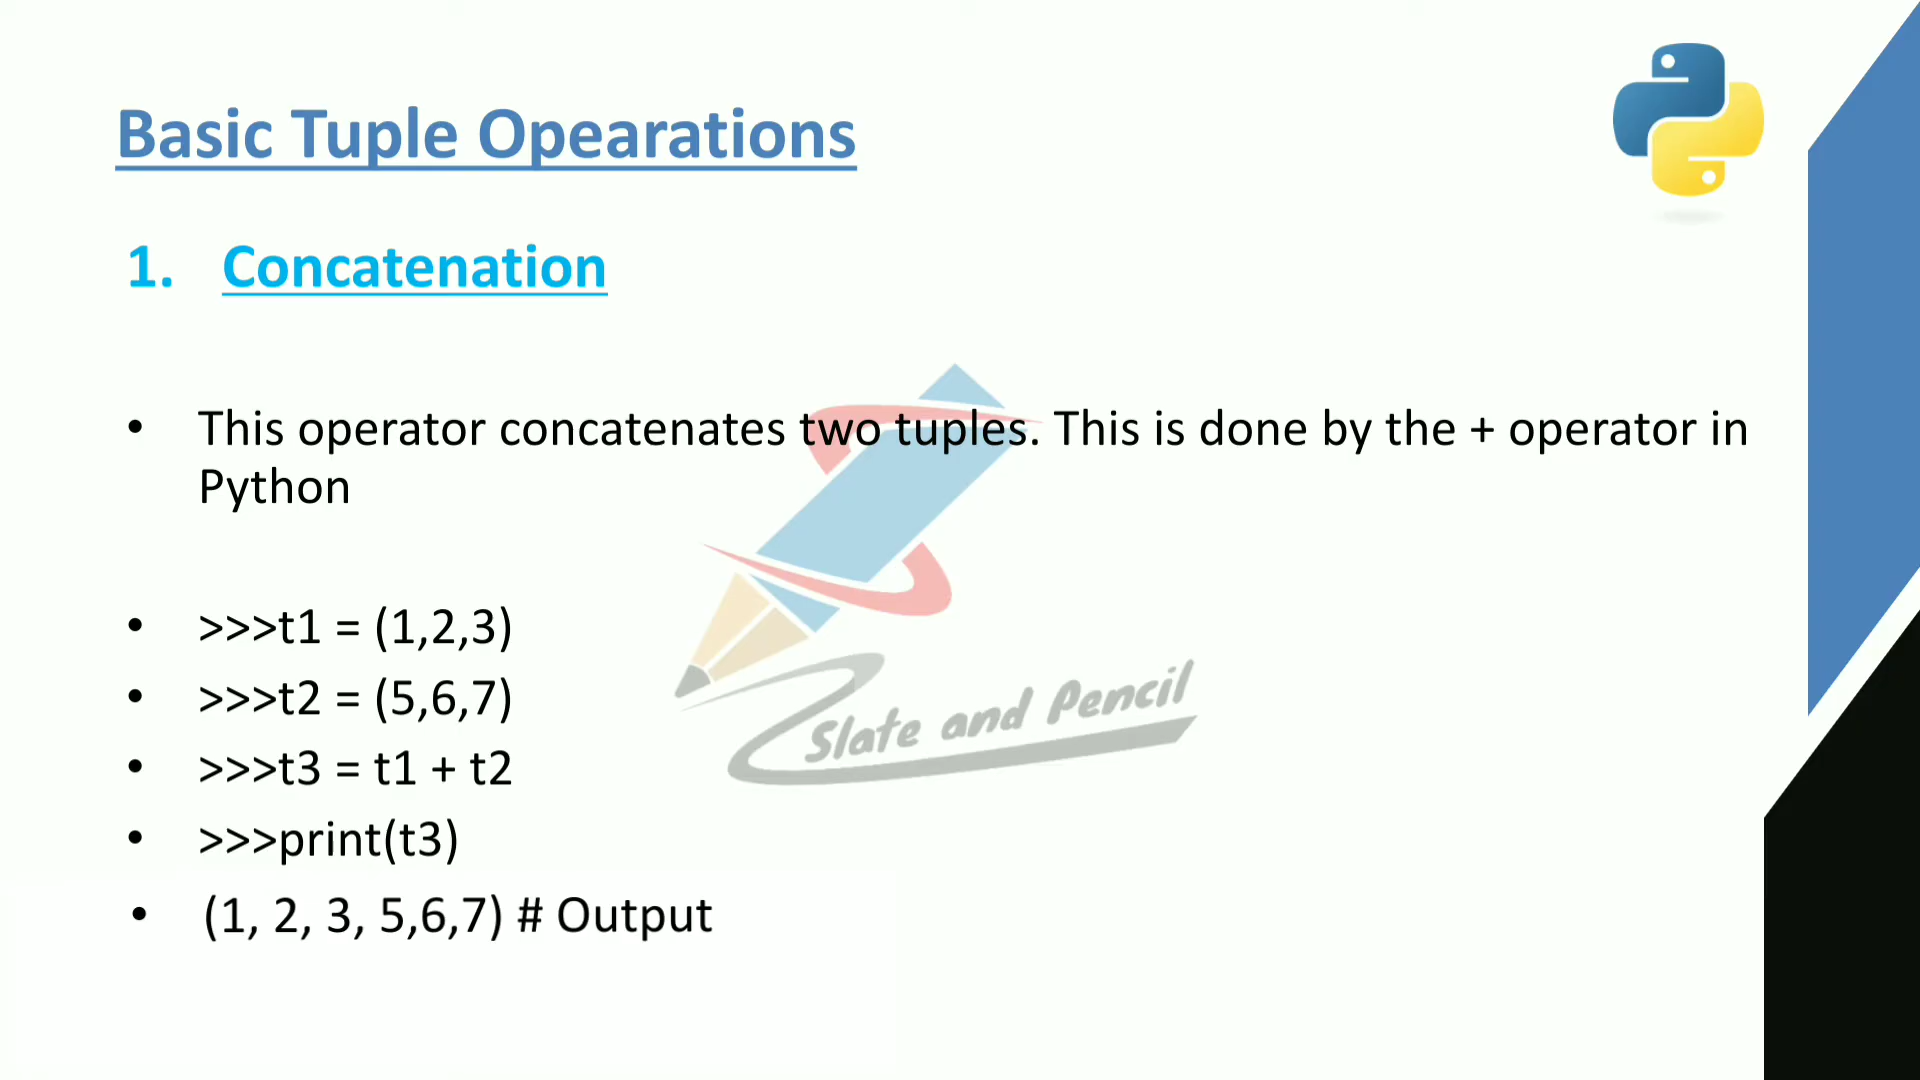 Basic Tuple Opearations
1. Concatenation
• This operator concatenates two tuples. This is done by the + operator in
Python
• >>>t1 = (1,2,3)
• >>>t2 = (5,6,7)
• >>>t3 = t1 + t2
• >>>print(t3)
• (1, 2, 3, 5,6,7) # Output
Slate and Pencil